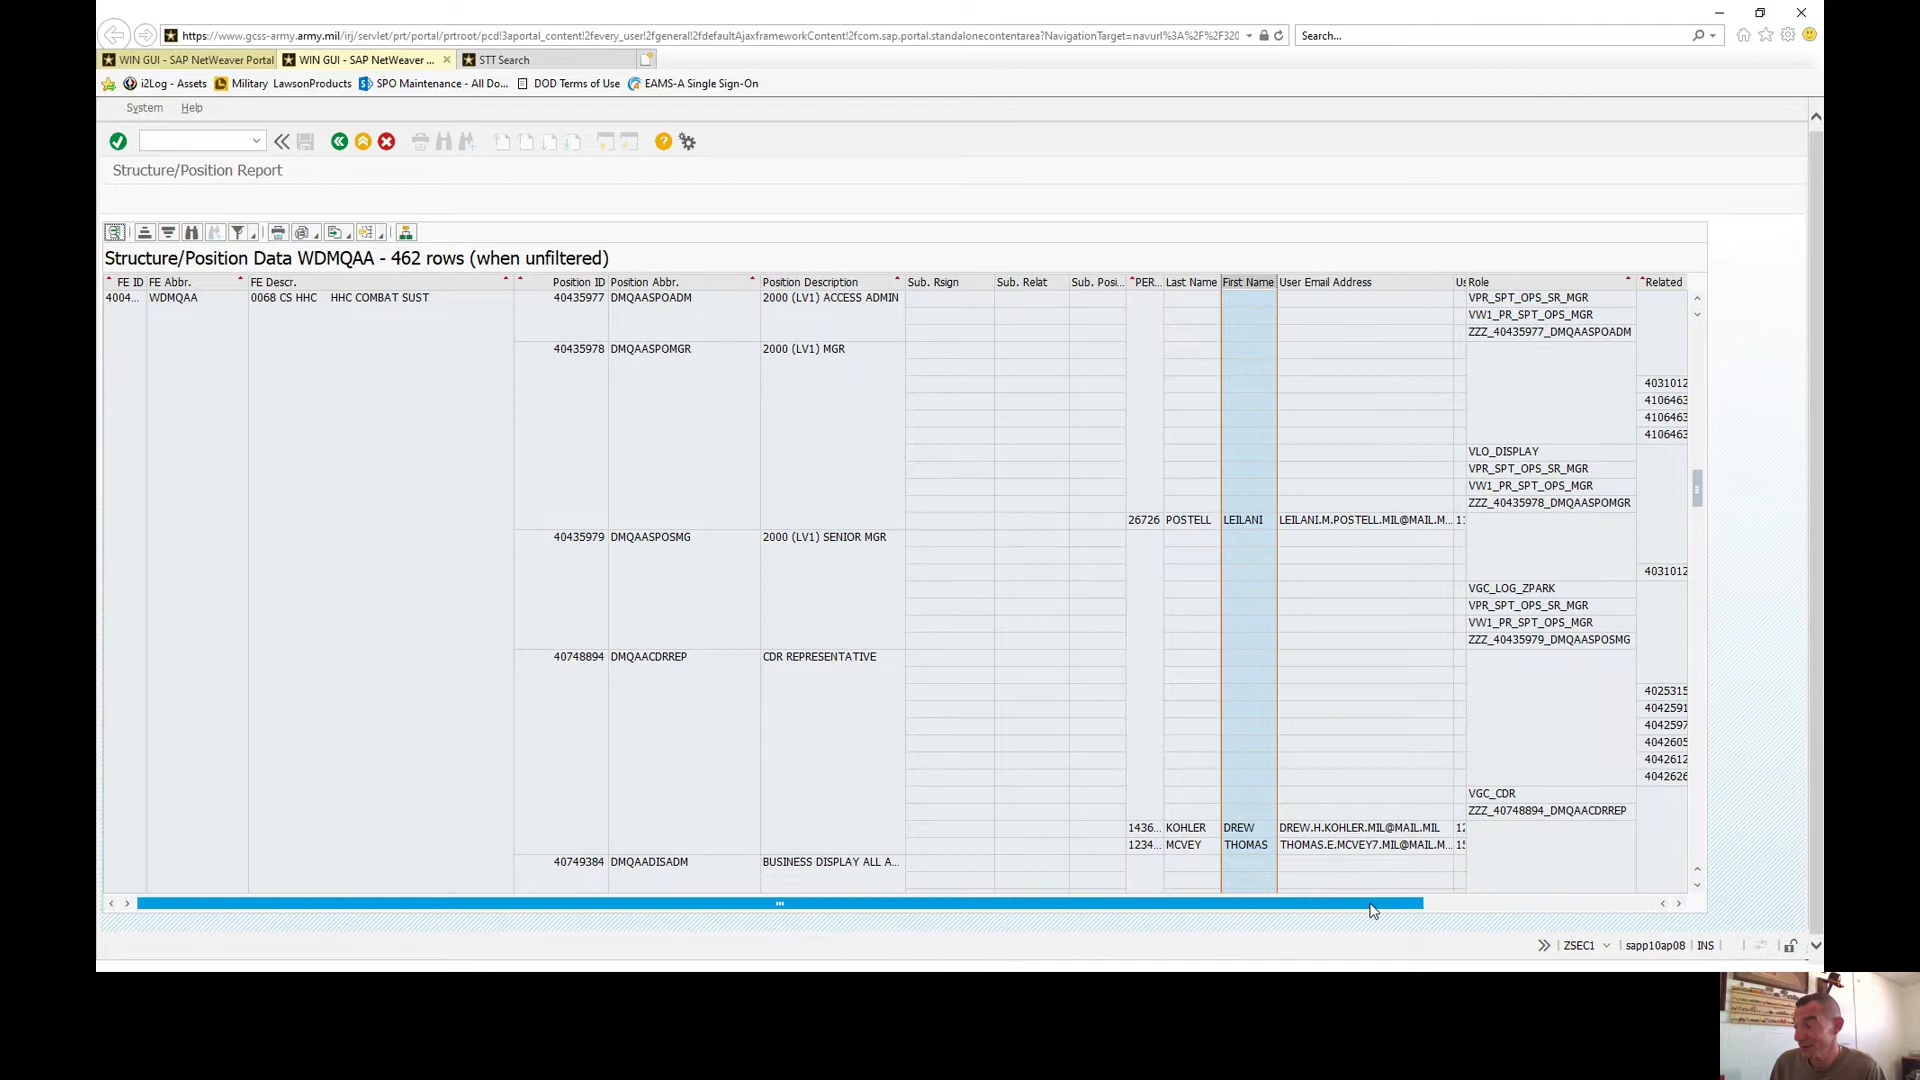 https://www.gcss-army.army.mil/irj/servlet/prt/portal/prtroot/pcd!3aportal_content!2fevery_user!2fgeneral!2fdefaultAjaxframeworkContent!2fcom.sap.portal.standalonecontentarea?NavigationTarget=navurl%3A%2F%2F320 Search...
WIN GUI - SAP NetWeaver Portal WIN GUI - SAP NetWeaver ... STT Search
i2Log - Assets Military LawsonProducts SPO Maintenance - All Do... DOD Terms of Use EAMS-A Single Sign-On
System Help
Structure/Position Report
Structure/Position Data WDMQAA - 462 rows (when unfiltered)
FE ID FE Abbr. FE Descr. Position ID Position Abbr. Position Description Sub. Rsign Sub. Relat Sub. Posi... PER... Last Name First Name User Email Address Us Role Related
4004... WDMQAA 0068 CS HHC HHC COMBAT SUST 40435977 DMQAASPOADM 2000 (LV1) ACCESS ADMIN VPR_SPT_OPS_SR_MGR
VW1_PR_SPT_OPS_MGR
ZZZ_40435977_DMQAASPOADM
40435978 DMQAASPOMGR 2000 (LV1) MGR
4031012
4106463
4106463
4106463
VLO_DISPLAY
VPR_SPT_OPS_SR_MGR
VW1_PR_SPT_OPS_MGR
ZZZ_40435978_DMQAASPOMGR
26726 POSTELL LEILANI LEILANI.M.POSTELL.MIL@MAIL.M... 11
40435979 DMQAASPOSMG 2000 (LV1) SENIOR MGR
4031012
VGC_LOG_ZPARK
VPR_SPT_OPS_SR_MGR
VW1_PR_SPT_OPS_MGR
ZZZ_40435979_DMQAASPOSMG
40748894 DMQAACDRREP CDR REPRESENTATIVE
4025315
4042591
4042597
4042605
4042612
4042626
VGC_CDR
ZZZ_40748894_DMQAACDRREP
1436... KOHLER DREW DREW.H.KOHLER.MIL@MAIL.MIL 12
1234... MCVEY THOMAS THOMAS.E.MCVEY7.MIL@MAIL.M... 15
40749384 DMQAADISADM BUSINESS DISPLAY ALL A...
ZSEC1 sapp10ap08 INS